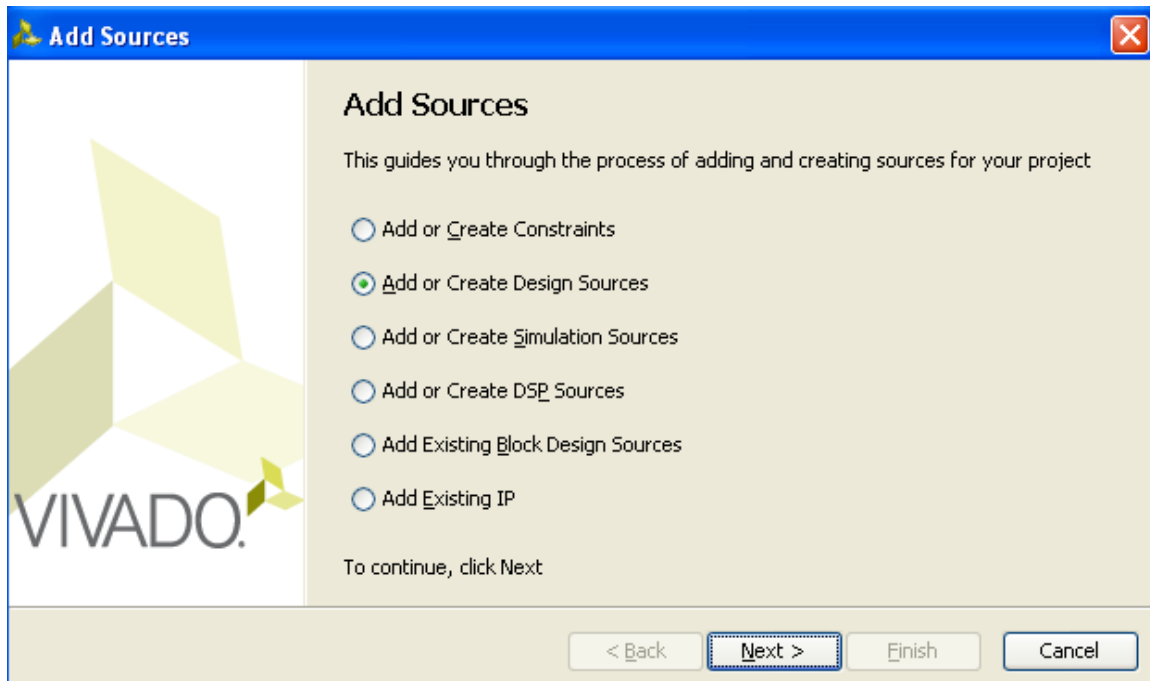 Add Sources
Add Sources
This guides you through the process of adding and creating sources for your project
Add or Create Constraints
Add or Create Design Sources
Add or Create Simulation Sources
Add or Create DSP Sources
Add Existing Block Design Sources
Add Existing IP
VIVADO.
To continue, click Next
< Back Next > Finish Cancel